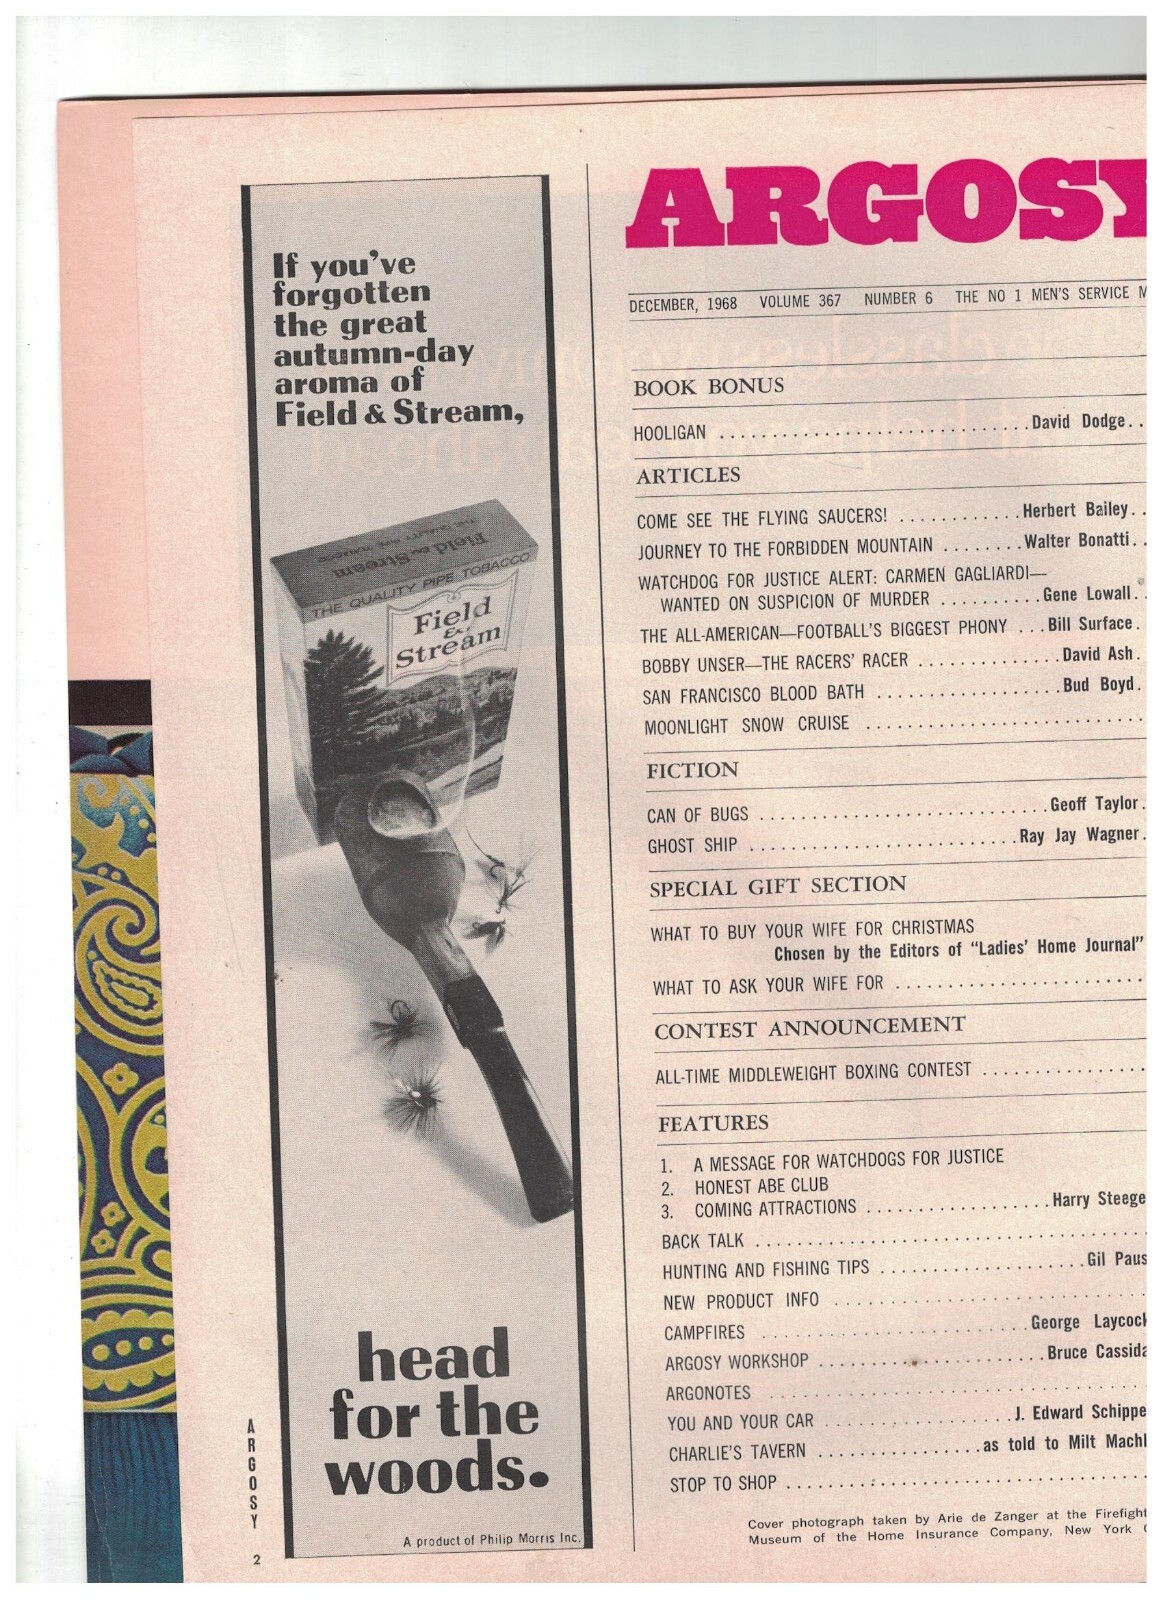 If you've
forgotten
the great
autumn-day
aroma of
Field & Stream,
Field & Stream
THE QUALITY PIPE TOBACCO
THE QUALITY PIPE TOBACCO
Field
&
Stream
head
for the
woods.
A product of Philip Morris Inc.
ARGOSY
2
ARGOSY
DECEMBER, 1968 VOLUME 367 NUMBER 6 THE NO 1 MEN'S SERVICE M
BOOK BONUS
HOOLIGAN ............................ David Dodge..
ARTICLES
COME SEE THE FLYING SAUCERS! ............ Herbert Bailey..
JOURNEY TO THE FORBIDDEN MOUNTAIN ........ Walter Bonatti..
WATCHDOG FOR JUSTICE ALERT: CARMEN GAGLIARDI—
WANTED ON SUSPICION OF MURDER .......... Gene Lowall..
THE ALL-AMERICAN—FOOTBALL'S BIGGEST PHONY ... Bill Surface.
BOBBY UNSER—THE RACERS' RACER .............. David Ash.
SAN FRANCISCO BLOOD BATH .................. Bud Boyd.
MOONLIGHT SNOW CRUISE ...........................
FICTION
CAN OF BUGS ............................ Geoff Taylor.
GHOST SHIP .......................... Ray Jay Wagner.
SPECIAL GIFT SECTION
WHAT TO BUY YOUR WIFE FOR CHRISTMAS
Chosen by the Editors of "Ladies' Home Journal"
WHAT TO ASK YOUR WIFE FOR ........................
CONTEST ANNOUNCEMENT
ALL-TIME MIDDLEWEIGHT BOXING CONTEST ................
FEATURES
1. A MESSAGE FOR WATCHDOGS FOR JUSTICE
2. HONEST ABE CLUB
3. COMING ATTRACTIONS .................. Harry Steege
BACK TALK ......................................
HUNTING AND FISHING TIPS .................... Gil Paus
NEW PRODUCT INFO ..............................
CAMPFIRES .......................... George Laycock
ARGOSY WORKSHOP ...................... Bruce Cassida
ARGONOTES ....................................
YOU AND YOUR CAR .................. J. Edward Schippe
CHARLIE'S TAVERN ................ as told to Milt Machl
STOP TO SHOP ..................................
Cover photograph taken by Arie de Zanger at the Firefight
Museum of the Home Insurance Company, New York C